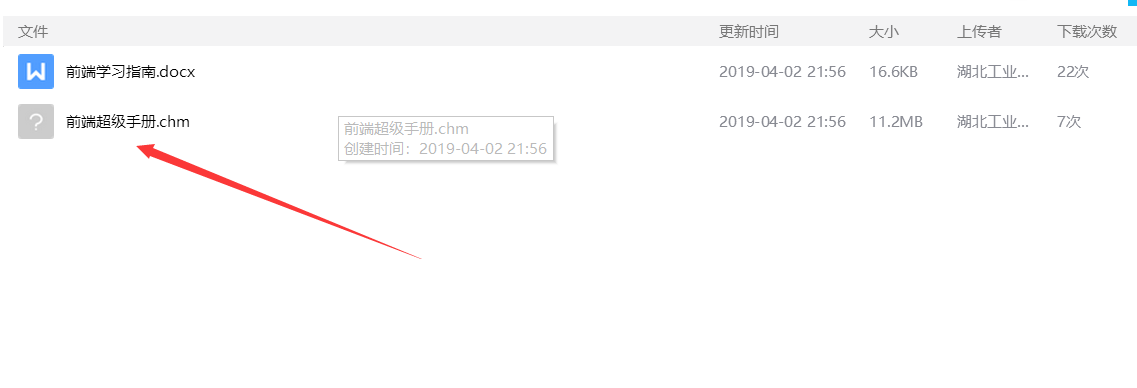 文件 更新时间 大小 上传者 下载次数
前端学习指南.docx 2019-04-02 21:56 16.6KB 湖北工业... 22次
前端超级手册.chm 2019-04-02 21:56 11.2MB 湖北工业... 7次
前端超级手册.chm
创建时间：2019-04-02 21:56